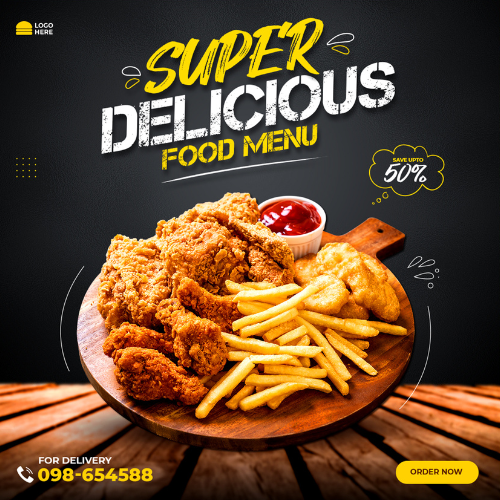 LOGO
HERE
SUPER
DELICIOUS
FOOD MENU
SAVE UPTO
50%
FOR DELIVERY
098-654588
ORDER NOW